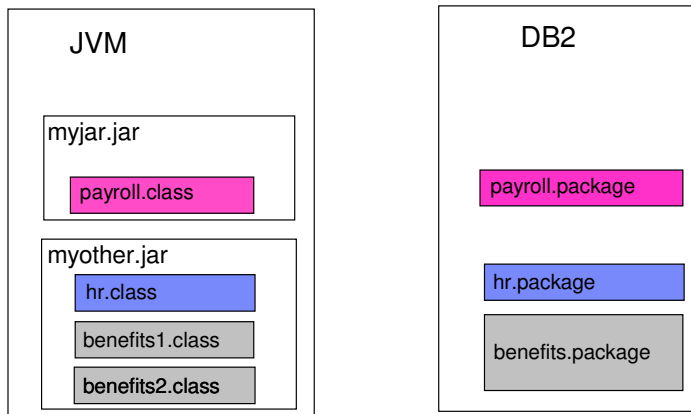 JVM
myjar.jar
payroll.class
myother.jar
hr.class
benefits1.class
benefits2.class
DB2
payroll.package
hr.package
benefits.package